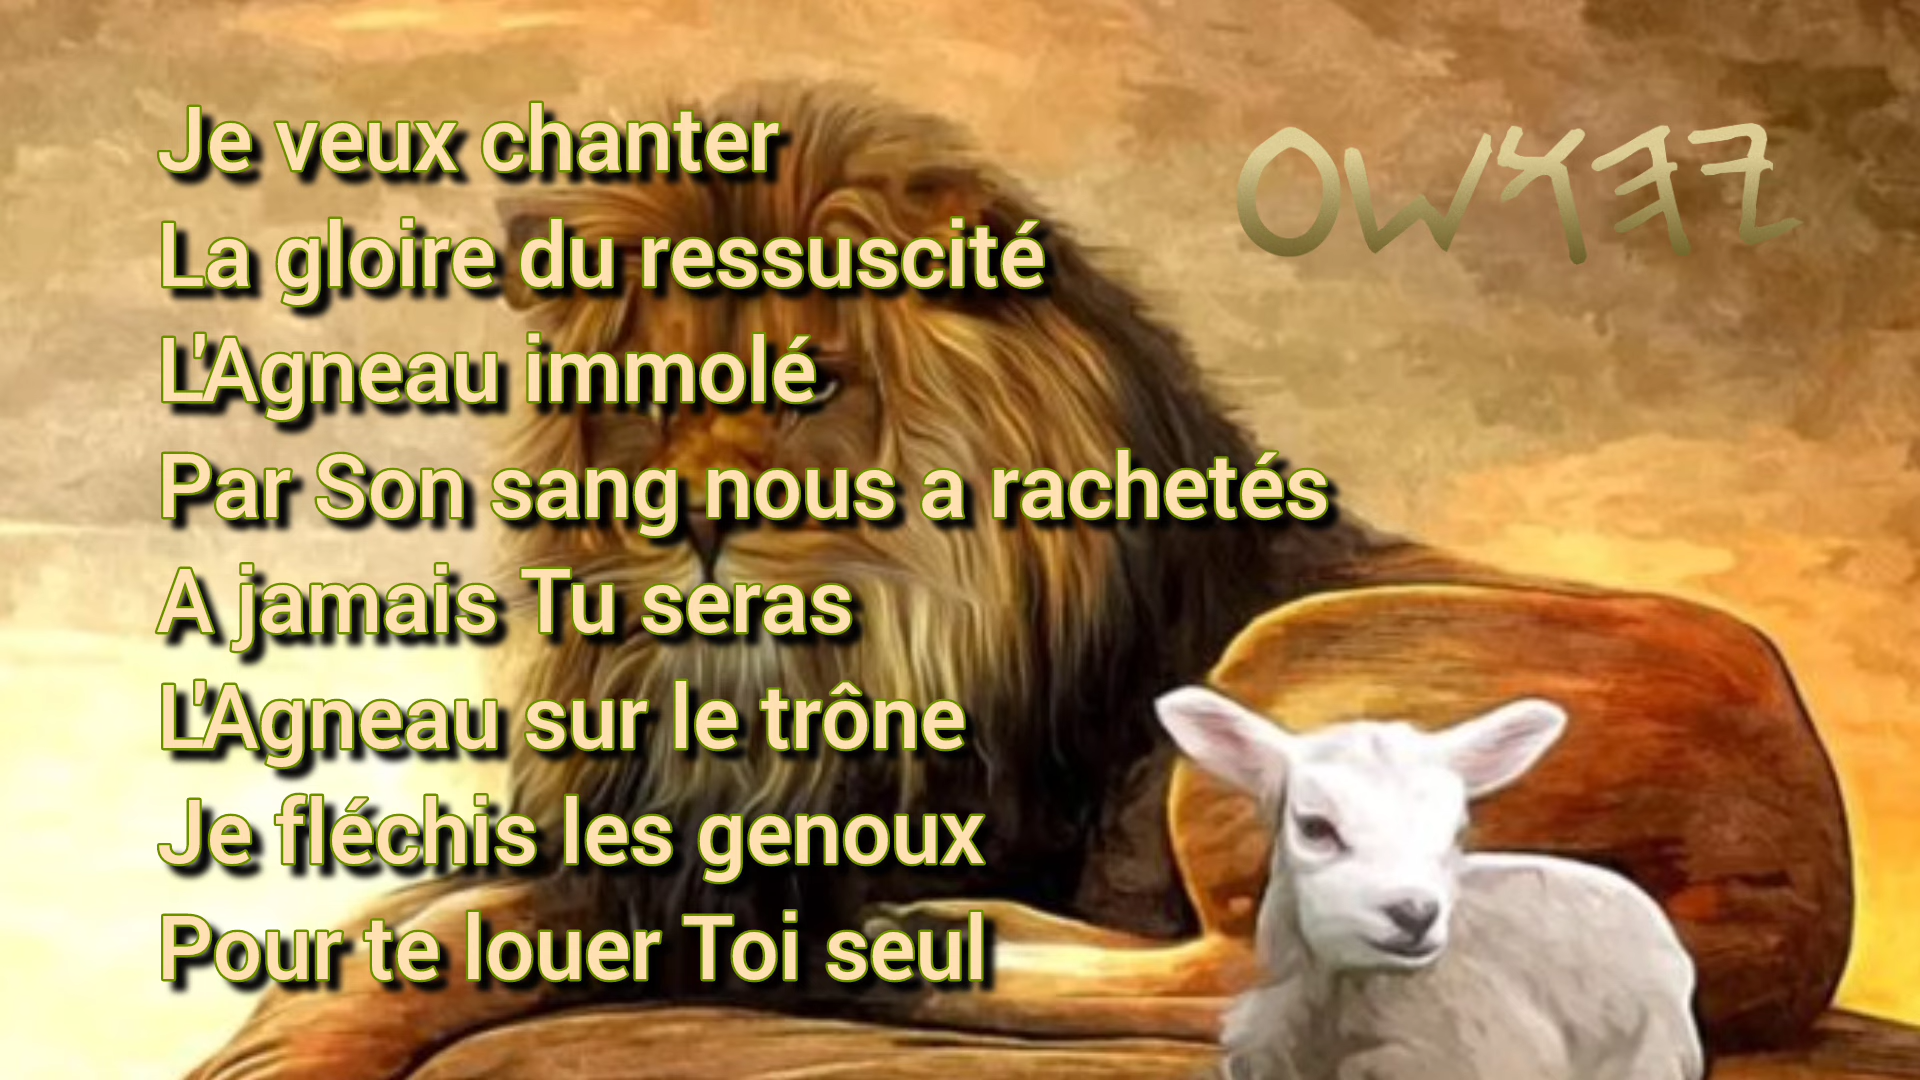 Je veux chanter
La gloire du ressuscité
L'Agneau immolé
Par Son sang nous a rachetés
A jamais Tu seras
L'Agneau sur le trône
Je fléchis les genoux
Pour te louer Toi seul
𐤉𐤄𐤅𐤔𐤏